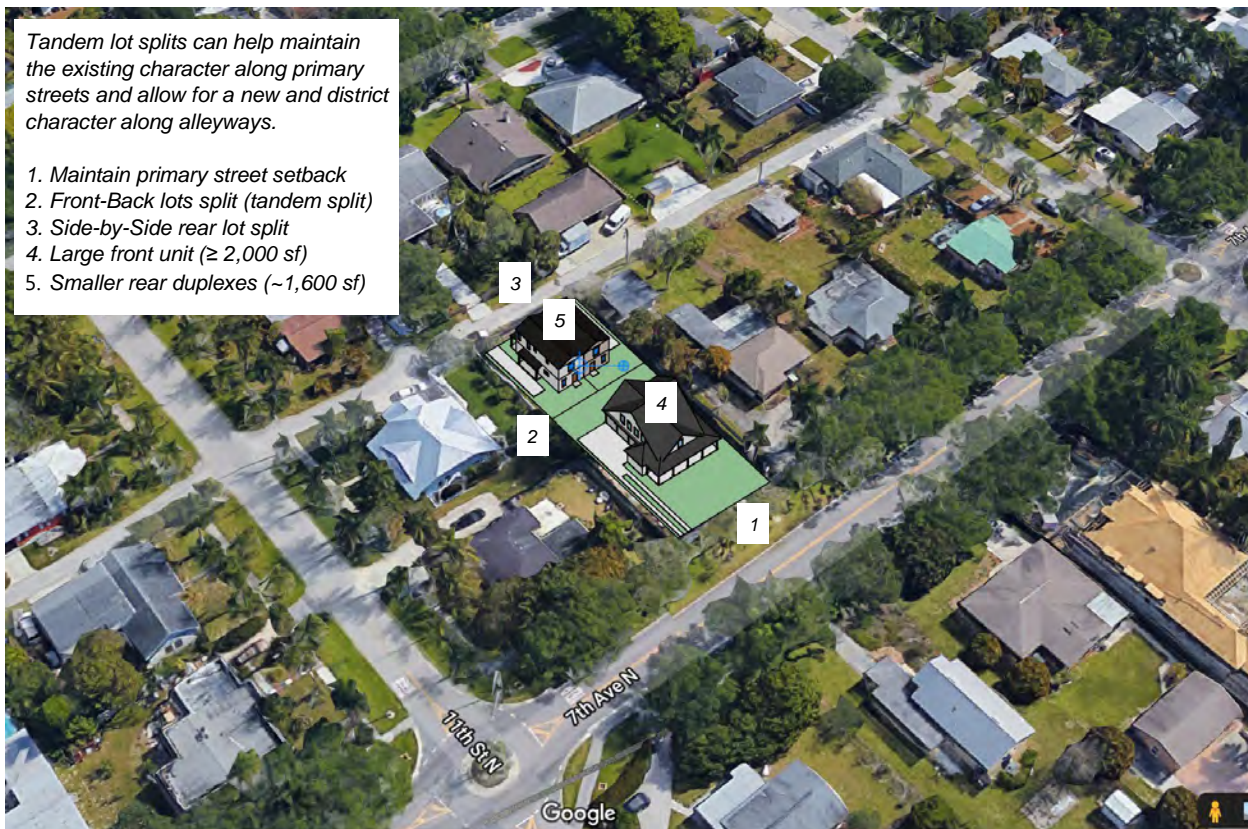 Tandem lot splits can help maintain
the existing character along primary
streets and allow for a new and district
character along alleyways.
1. Maintain primary street setback
2. Front-Back lots split (tandem split)
3. Side-by-Side rear lot split
4. Large front unit (≥ 2,000 sf)
5. Smaller rear duplexes (~1,600 sf)
3
5
4
2
1
7th Ave N
11th St N
Google